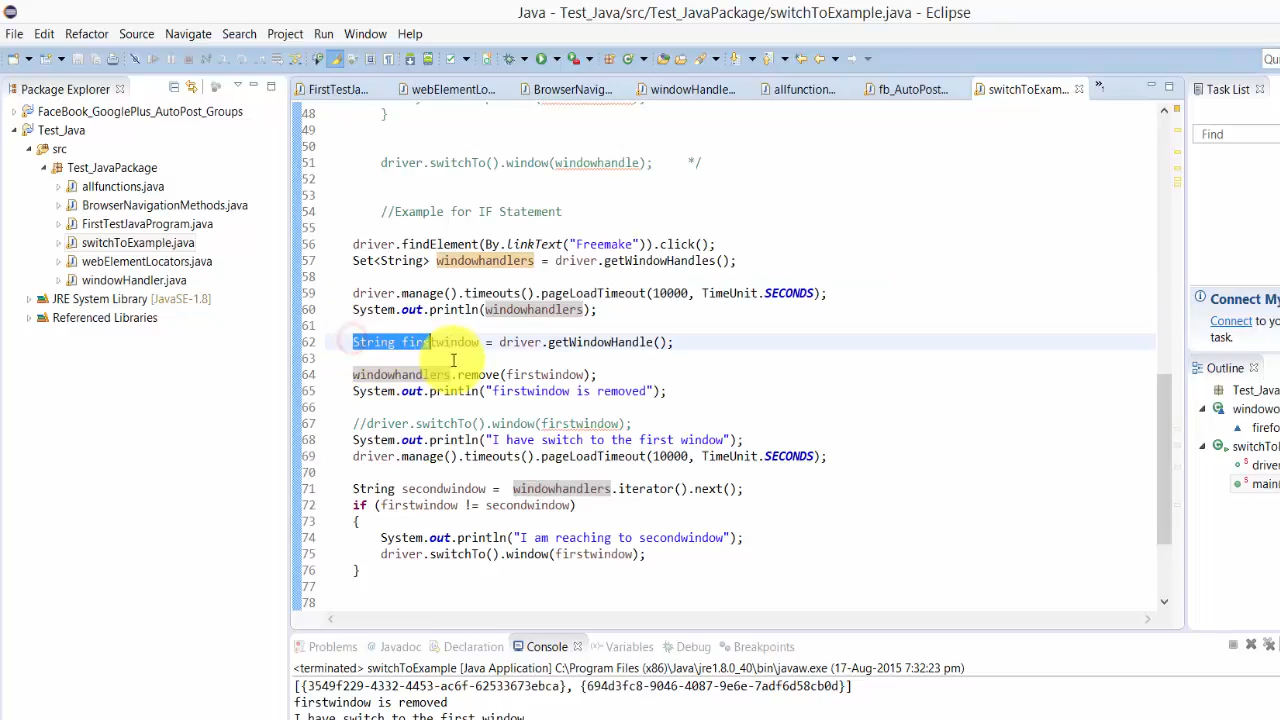 Java - Test_Java/src/Test_JavaPackage/switchToExample.java - Eclipse
File Edit Refactor Source Navigate Search Project Run Window Help
Package Explorer
FaceBook_GooglePlus_AutoPost_Groups
Test_Java
src
Test_JavaPackage
allfunctions.java
BrowserNavigationMethods.java
FirstTestJavaProgram.java
switchToExample.java
webElementLocators.java
windowHandler.java
JRE System Library [JavaSE-1.8]
Referenced Libraries
FirstTestJa... webElementLo... BrowserNavig... windowHandle... allfunction... fb_AutoPost... switchToExam...
48 }
49
50
51 driver.switchTo().window(windowhandle); */
52
53
54 //Example for IF Statement
55
56 driver.findElement(By.linkText("Freemake")).click();
57 Set<String> windowhandlers = driver.getWindowHandles();
58
59 driver.manage().timeouts().pageLoadTimeout(10000, TimeUnit.SECONDS);
60 System.out.println(windowhandlers);
61
62 String firstwindow = driver.getWindowHandle();
63
64 windowhandlers.remove(firstwindow);
65 System.out.println("firstwindow is removed");
66
67 //driver.switchTo().window(firstwindow);
68 System.out.println("I have switch to the first window");
69 driver.manage().timeouts().pageLoadTimeout(10000, TimeUnit.SECONDS);
70
71 String secondwindow = windowhandlers.iterator().next();
72 if (firstwindow != secondwindow)
73 {
74 System.out.println("I am reaching to secondwindow");
75 driver.switchTo().window(firstwindow);
76 }
77
78
Problems Javadoc Declaration Console Variables Debug Breakpoints
<terminated> switchToExample [Java Application] C:\Program Files (x86)\Java\jre1.8.0_40\bin\javaw.exe (17-Aug-2015 7:32:23 pm)
[{3549f229-4332-4453-ac6f-62533673ebca}, {694d3fc8-9046-4087-9e6e-7adf6d58cb0d}]
firstwindow is removed
I have switch to the first window
Qu
Task List
Find
Connect My
Connect to your
Outline
Test_Java
windowo
firefo
switchTo
drive
main